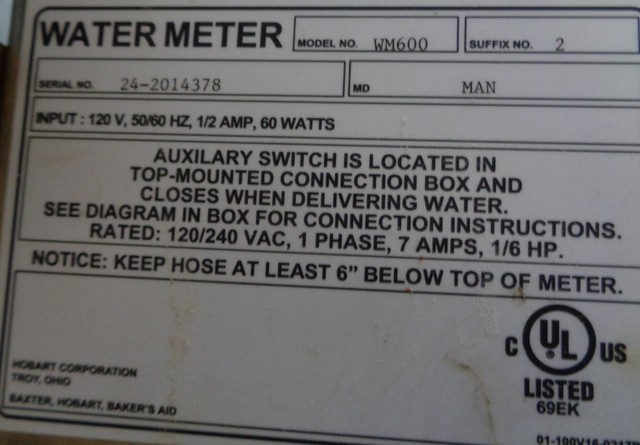 WATER METER MODEL NO. WM600 SUFFIX NO. 2
SERIAL NO. 24-2014378 MD MAN
INPUT : 120 V, 50/60 HZ, 1/2 AMP, 60 WATTS
AUXILARY SWITCH IS LOCATED IN
TOP-MOUNTED CONNECTION BOX AND
CLOSES WHEN DELIVERING WATER.
SEE DIAGRAM IN BOX FOR CONNECTION INSTRUCTIONS.
RATED: 120/240 VAC, 1 PHASE, 7 AMPS, 1/6 HP.
NOTICE: KEEP HOSE AT LEAST 6” BELOW TOP OF METER.
C UL ® US
LISTED
69EK
HOBART CORPORATION
TROY, OHIO
BAXTER, HOBART, BAKER'S AID